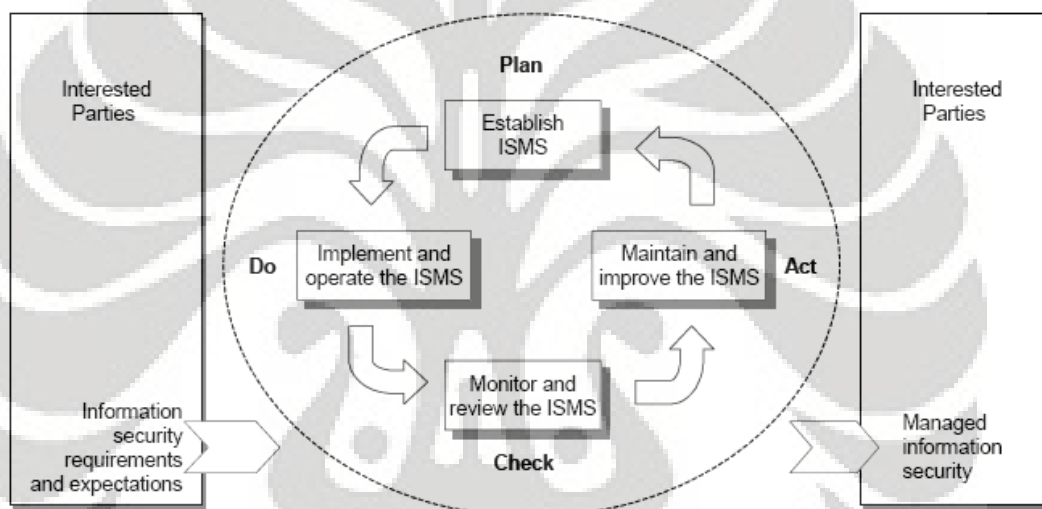 Interested
Parties
Plan
Establish
ISMS
Interested
Parties
Do
Implement and
operate the ISMS
Maintain and
improve the ISMS
Act
Monitor and
review the ISMS
Check
Information
security
requirements
and expectations
Managed
information
security